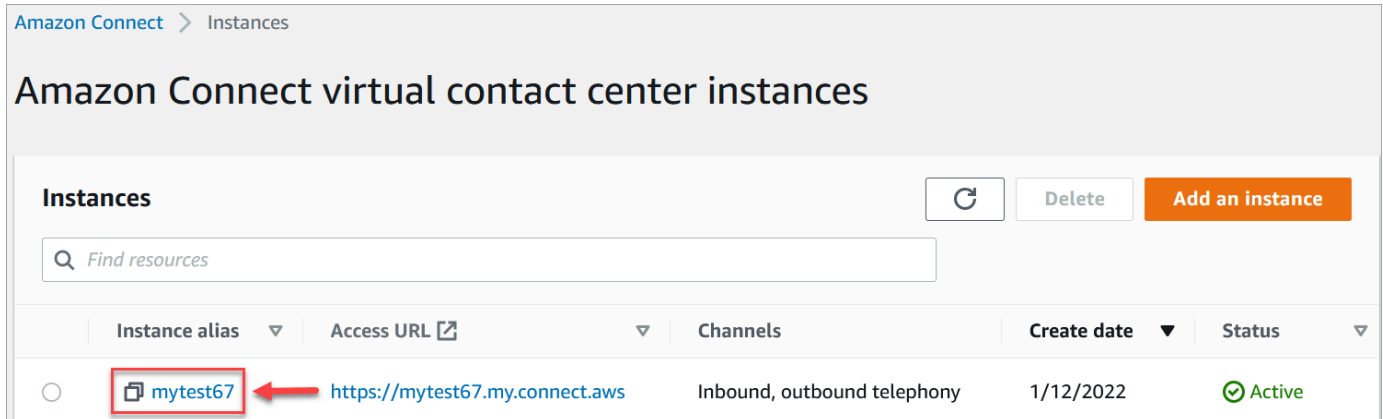 Amazon Connect > Instances
Amazon Connect virtual contact center instances
Instances
Delete
Add an instance
Find resources
Instance alias
Access URL
Channels
Create date
Status
mytest67
https://mytest67.my.connect.aws
Inbound, outbound telephony
1/12/2022
Active